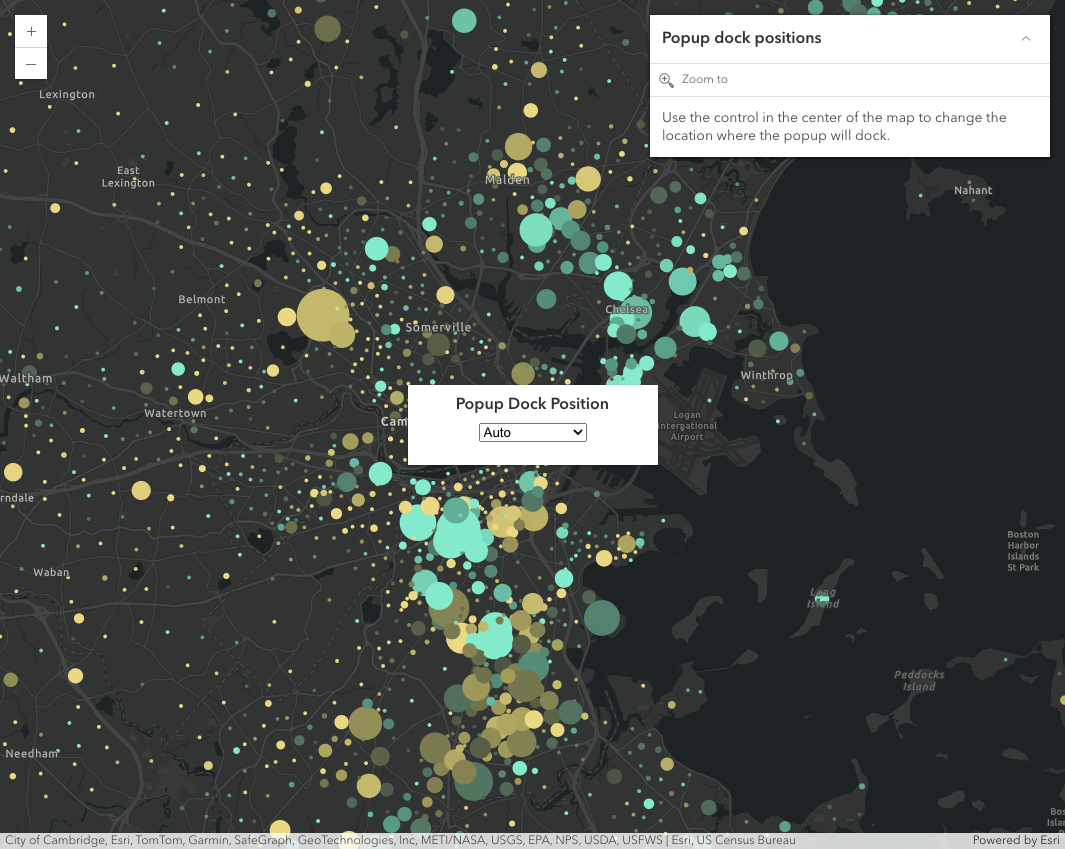 +
Popup dock positions
−
Zoom to
Lexington
Use the control in the center of the map to change the
location where the popup will dock.
East
Lexington
Malden
Nahant
Belmont
Chelsea
Somerville
Waltham
Winthrop
Popup Dock Position
Watertown
Cam
Logan
International
Airport
Auto
rndale
Boston
Harbor
Islands
St Park
Waban
Long
Island
Peddocks
Island
Needham
Bos
City of Cambridge, Esri, TomTom, Garmin, SafeGraph, GeoTechnologies, Inc, METI/NASA, USGS, EPA, NPS, USDA, USFWS | Esri, US Census Bureau
Powered by Esri